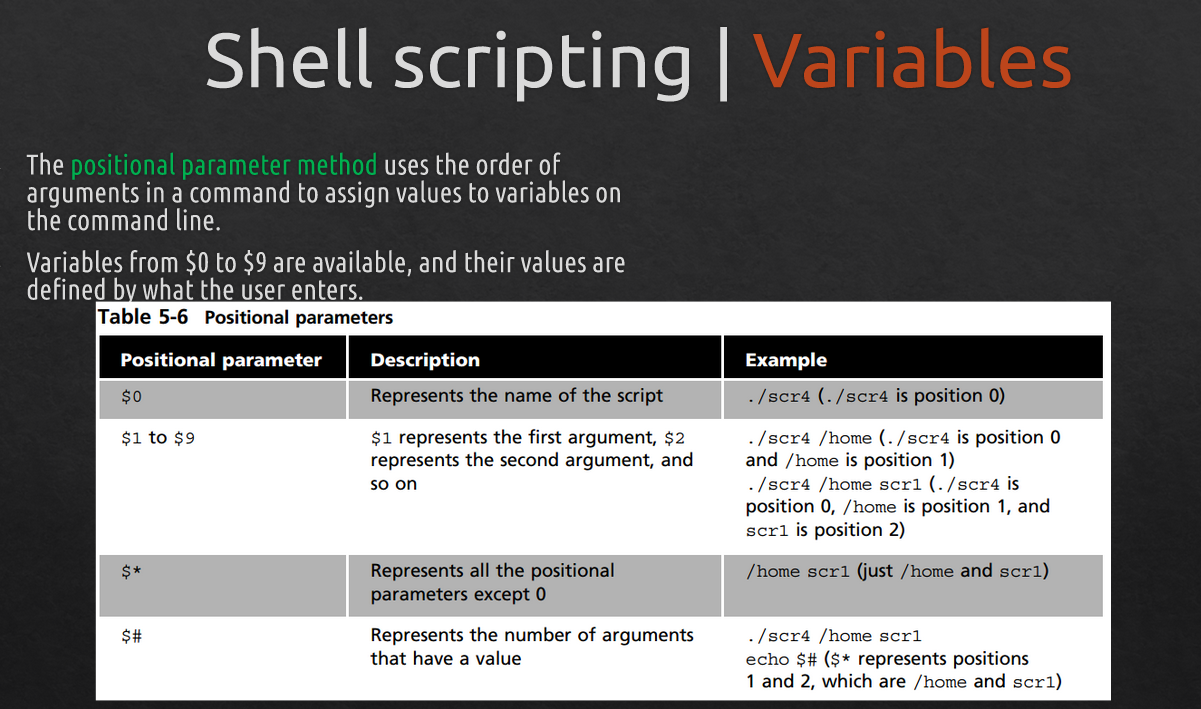 Shell scripting | Variables
The positional parameter method uses the order of
arguments in a command to assign values to variables on
the command line.
Variables from $0 to $9 are available, and their values are
defined by what the user enters.
Table 5-6 Positional parameters
Positional parameter Description Example
$0 Represents the name of the script ./scr4 (./scr4 is position 0)
$1 to $9 $1 represents the first argument, $2 ./scr4 /home (./scr4 is position 0
represents the second argument, and and /home is position 1)
so on ./scr4 /home scr1 (./scr4 is
position 0, /home is position 1, and
scr1 is position 2)
$* Represents all the positional /home scr1 (just /home and scr1)
parameters except 0
$# Represents the number of arguments ./scr4 /home scr1
that have a value echo $# ($* represents positions
1 and 2, which are /home and scr1)